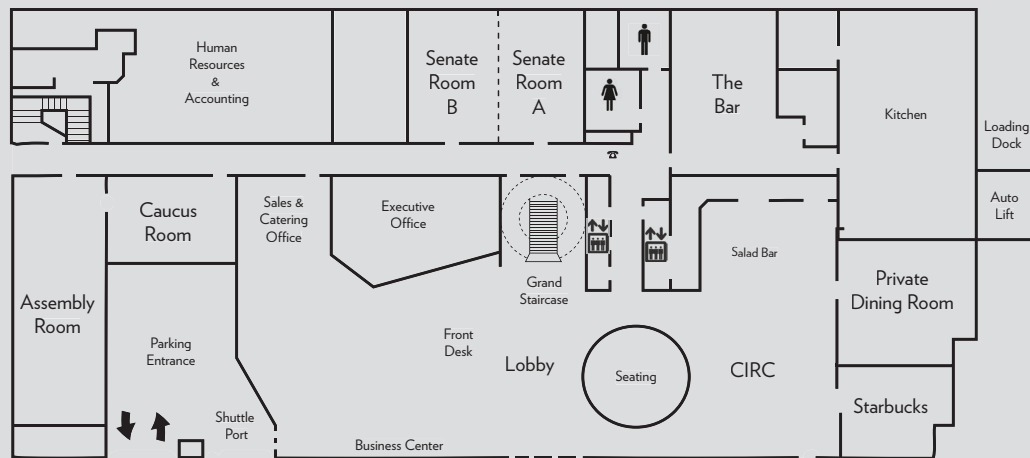 Human
Resources
&
Accounting
Senate
Room
B
Senate
Room
A
The
Bar
Kitchen
Loading
Dock
Auto
Lift
Caucus
Room
Sales &
Catering
Office
Executive
Office
Grand
Staircase
Salad Bar
Private
Dining Room
Assembly
Room
Parking
Entrance
Front
Desk
Lobby
Seating
CIRC
Starbucks
Shuttle
Port
Business Center